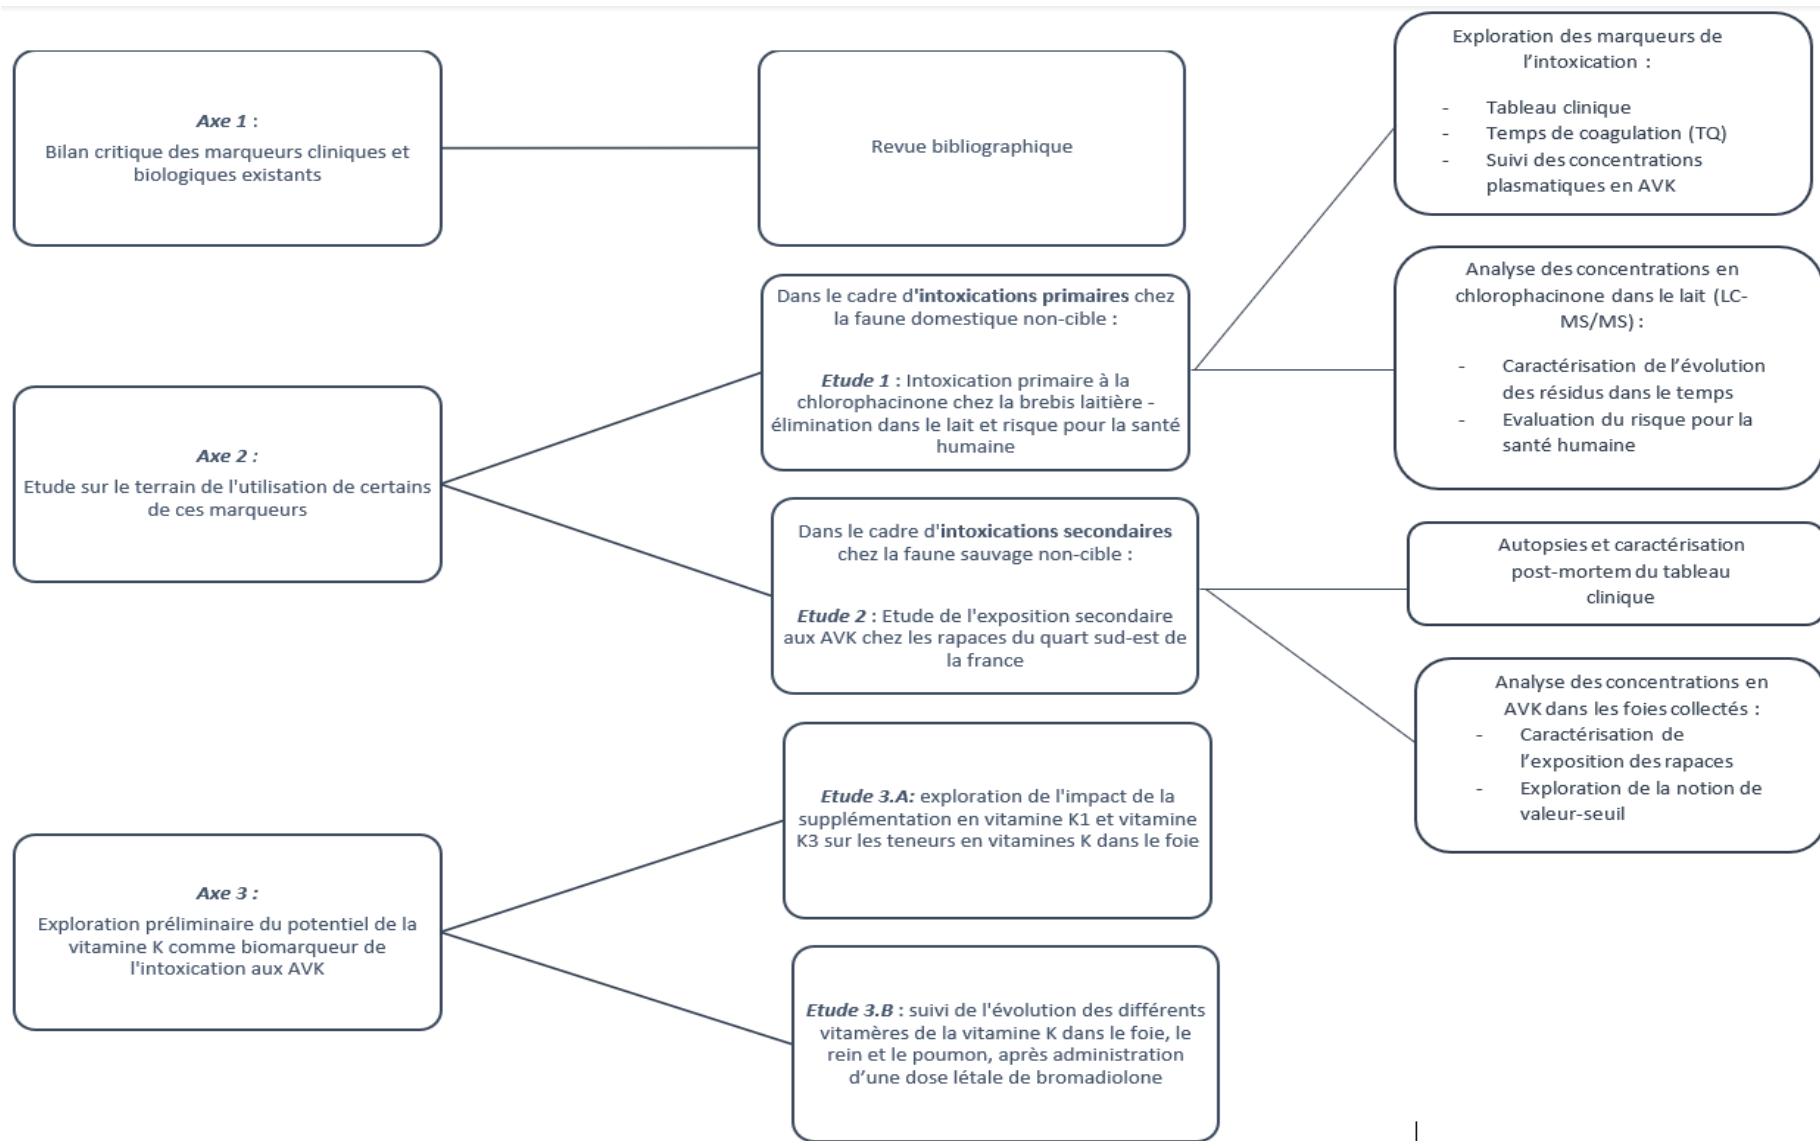 Axe 1 :
Bilan critique des marqueurs cliniques et
biologiques existants
Revue bibliographique
Axe 2 :
Etude sur le terrain de l'utilisation de certains
de ces marqueurs
Dans le cadre d'intoxications primaires chez
la faune domestique non-cible :
Etude 1 : Intoxication primaire à la
chlorophacinone chez la brebis laitière -
élimination dans le lait et risque pour la santé
humaine
Exploration des marqueurs de
l’intoxication :
- Tableau clinique
- Temps de coagulation (TQ)
- Suivi des concentrations
plasmatiques en AVK
Analyse des concentrations en
chlorophacinone dans le lait (LC-
MS/MS) :
- Caractérisation de l’évolution
des résidus dans le temps
- Evaluation du risque pour la
santé humaine
Dans le cadre d'intoxications secondaires
chez la faune sauvage non-cible :
Etude 2 : Etude de l'exposition secondaire
aux AVK chez les rapaces du quart sud-est de
la france
Autopsies et caractérisation
post-mortem du tableau
clinique
Analyse des concentrations en
AVK dans les foies collectés :
- Caractérisation de
l’exposition des rapaces
- Exploration de la notion de
valeur-seuil
Axe 3 :
Exploration préliminaire du potentiel de la
vitamine K comme biomarqueur de
l'intoxication aux AVK
Etude 3.A: exploration de l'impact de la
supplémentation en vitamine K1 et vitamine
K3 sur les teneurs en vitamines K dans le foie
Etude 3.B : suivi de l'évolution des différents
vitamères de la vitamine K dans le foie, le
rein et le poumon, après administration
d’une dose létale de bromadiolone